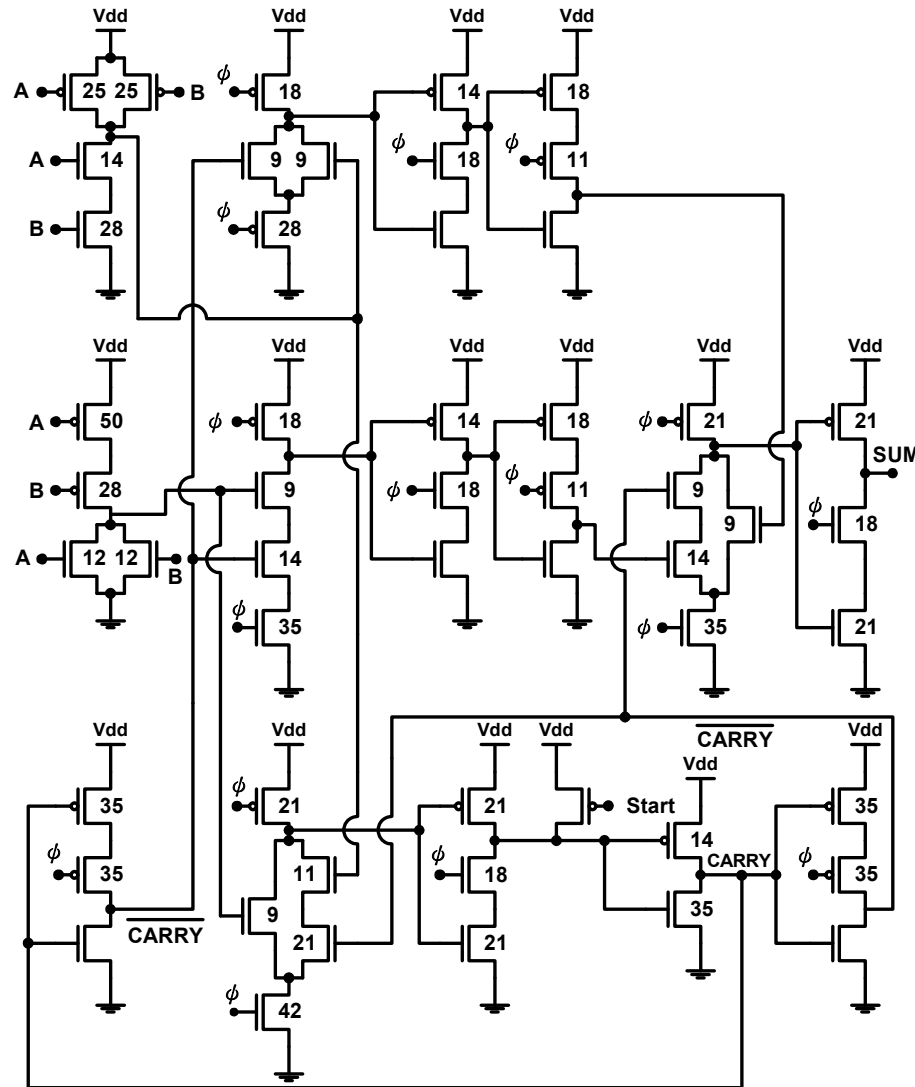 Vdd Vdd Vdd Vdd
A 25 25 B ϕ 18 14 18
A 14 9 9 ϕ 18 ϕ 11
B 28 ϕ 28
Vdd Vdd Vdd Vdd Vdd Vdd
A 50 ϕ 18 14 18 ϕ 21 21
SUM
B 28 9 ϕ 18 ϕ 11 9 9 ϕ 18
A 12 12 B 14 14
ϕ 35 ϕ 35 21
CARRY
Vdd Vdd Vdd Vdd Vdd Vdd
35 ϕ 21 21 Start 14 35
CARRY
ϕ 35 11 ϕ 18 35 ϕ 35
CARRY 9 21 21
ϕ 42